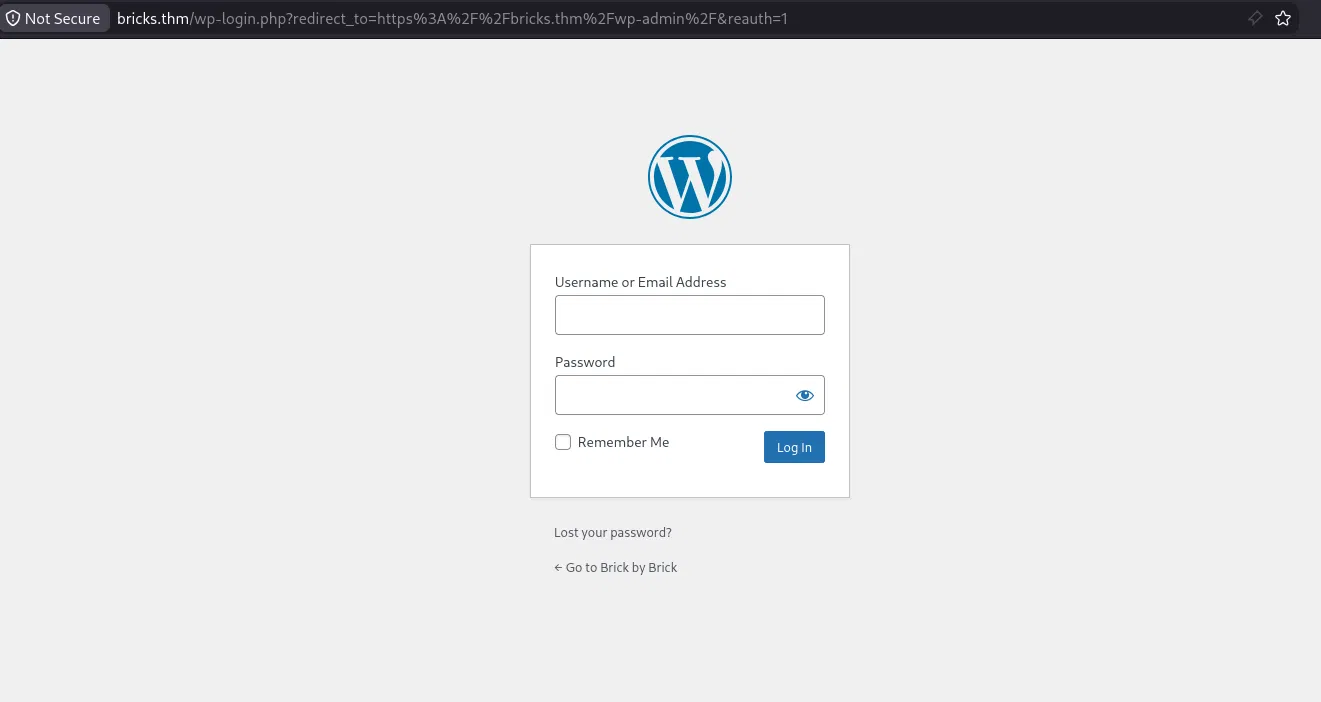 Not Secure bricks.thm/wp-login.php?redirect_to=https%3A%2F%2Fbricks.thm%2Fwp-admin%2F&reauth=1
W
Username or Email Address
Password
Remember Me Log In
Lost your password?
← Go to Brick by Brick